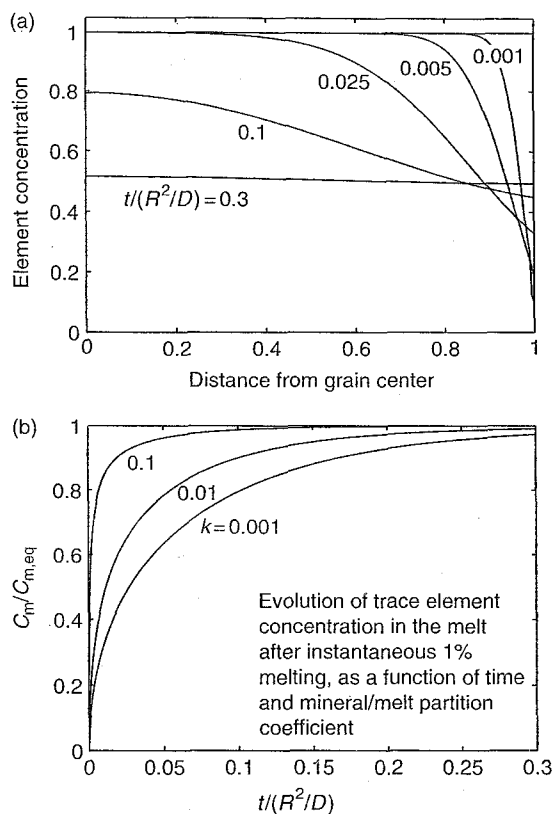 (a)
1
0.8
0.6
0.4
0.2
0
Element concentration
0.001
0.005
0.025
0.1
t/(R²/D) = 0.3
0 0.2 0.4 0.6 0.8 1
Distance from grain center
(b)
1
0.8
0.6
0.4
0.2
0
Cm/Cm,eq
0.1
0.01
k = 0.001
Evolution of trace element
concentration in the melt
after instantaneous 1%
melting, as a function of time
and mineral/melt partition
coefficient
0 0.05 0.1 0.15 0.2 0.25 0.3
t/(R²/D)